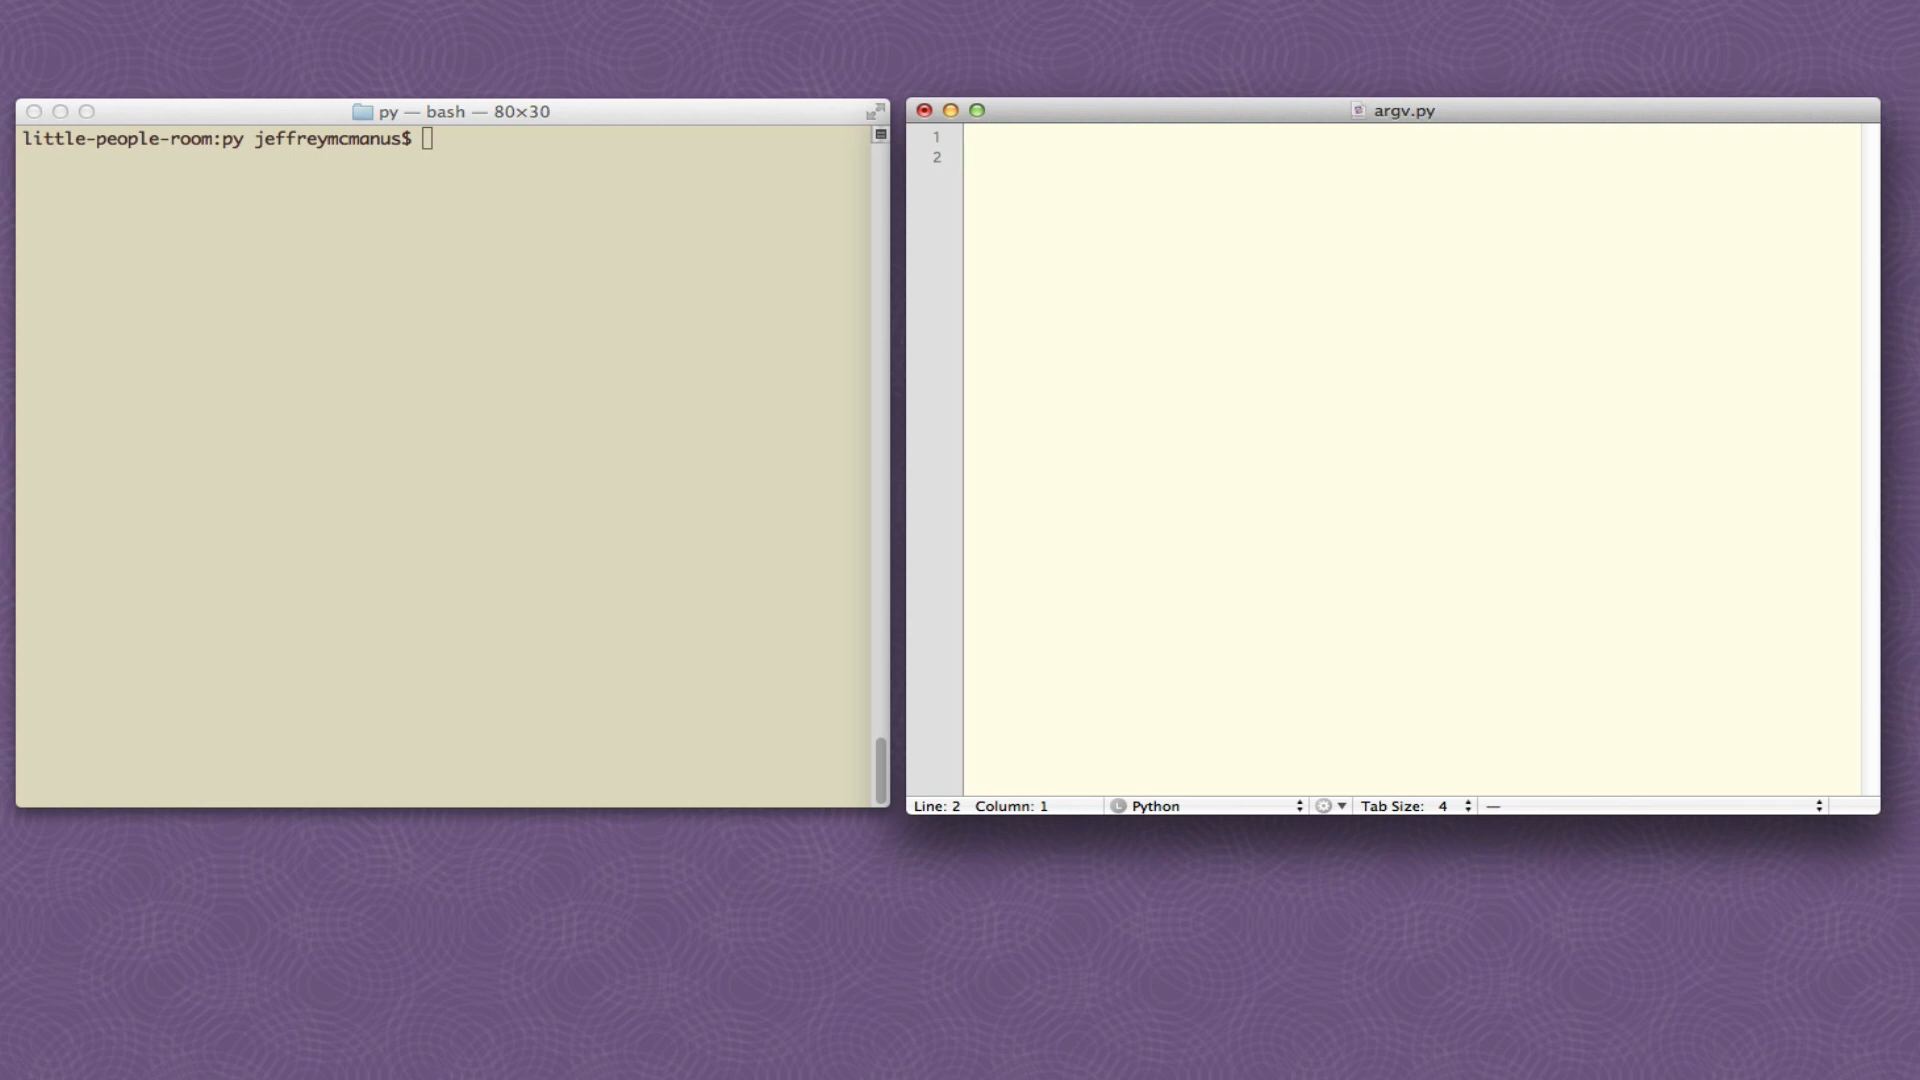 py — bash — 80×30
little-people-room:py jeffreymcmanus$
argv.py
1
2
Line: 2 Column: 1
Python
Tab Size: 4
—